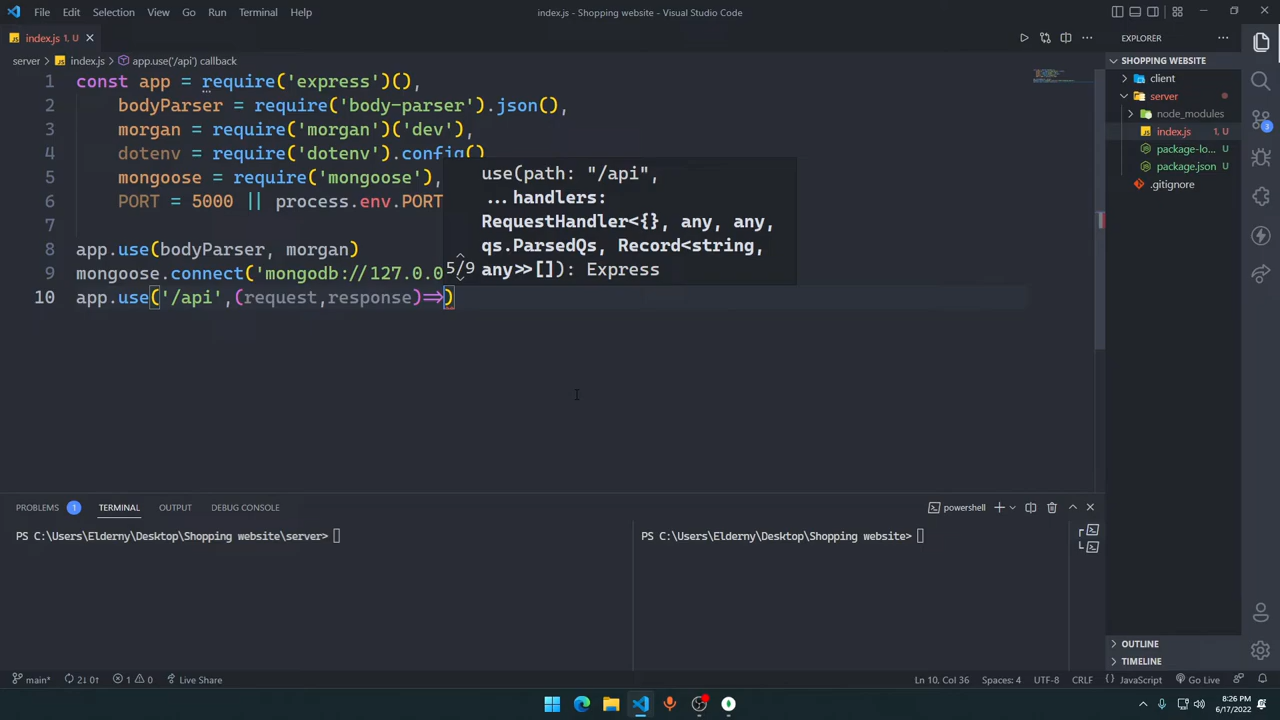 File Edit Selection View Go Run Terminal Help index.js - Shopping website - Visual Studio Code
index.js 1, U
EXPLORER
server > index.js > app.use('/api') callback
SHOPPING WEBSITE
client
server
node_modules
index.js 1, U
package-lo... U
package.json U
.gitignore
1 const app = require('express')(),
2 bodyParser = require('body-parser').json(),
3 morgan = require('morgan')('dev'),
4 dotenv = require('dotenv').config()
5 mongoose = require('mongoose'),
6 PORT = 5000 || process.env.PORT
7
8 app.use(bodyParser, morgan)
9 mongoose.connect('mongodb://127.0.0
10 app.use('/api',(request,response)=>)
5/9
use(path: "/api",
...handlers:
RequestHandler<{}, any, any,
qs.ParsedQs, Record<string,
any>>[]): Express
3
PROBLEMS 1 TERMINAL OUTPUT DEBUG CONSOLE
powershell
PS C:\Users\Elderny\Desktop\Shopping website\server>
PS C:\Users\Elderny\Desktop\Shopping website>
OUTLINE
TIMELINE
main* 2↓ 0↑ 1 0 Live Share
Ln 10, Col 36 Spaces: 4 UTF-8 CRLF JavaScript Go Live
8:26 PM
6/17/2022